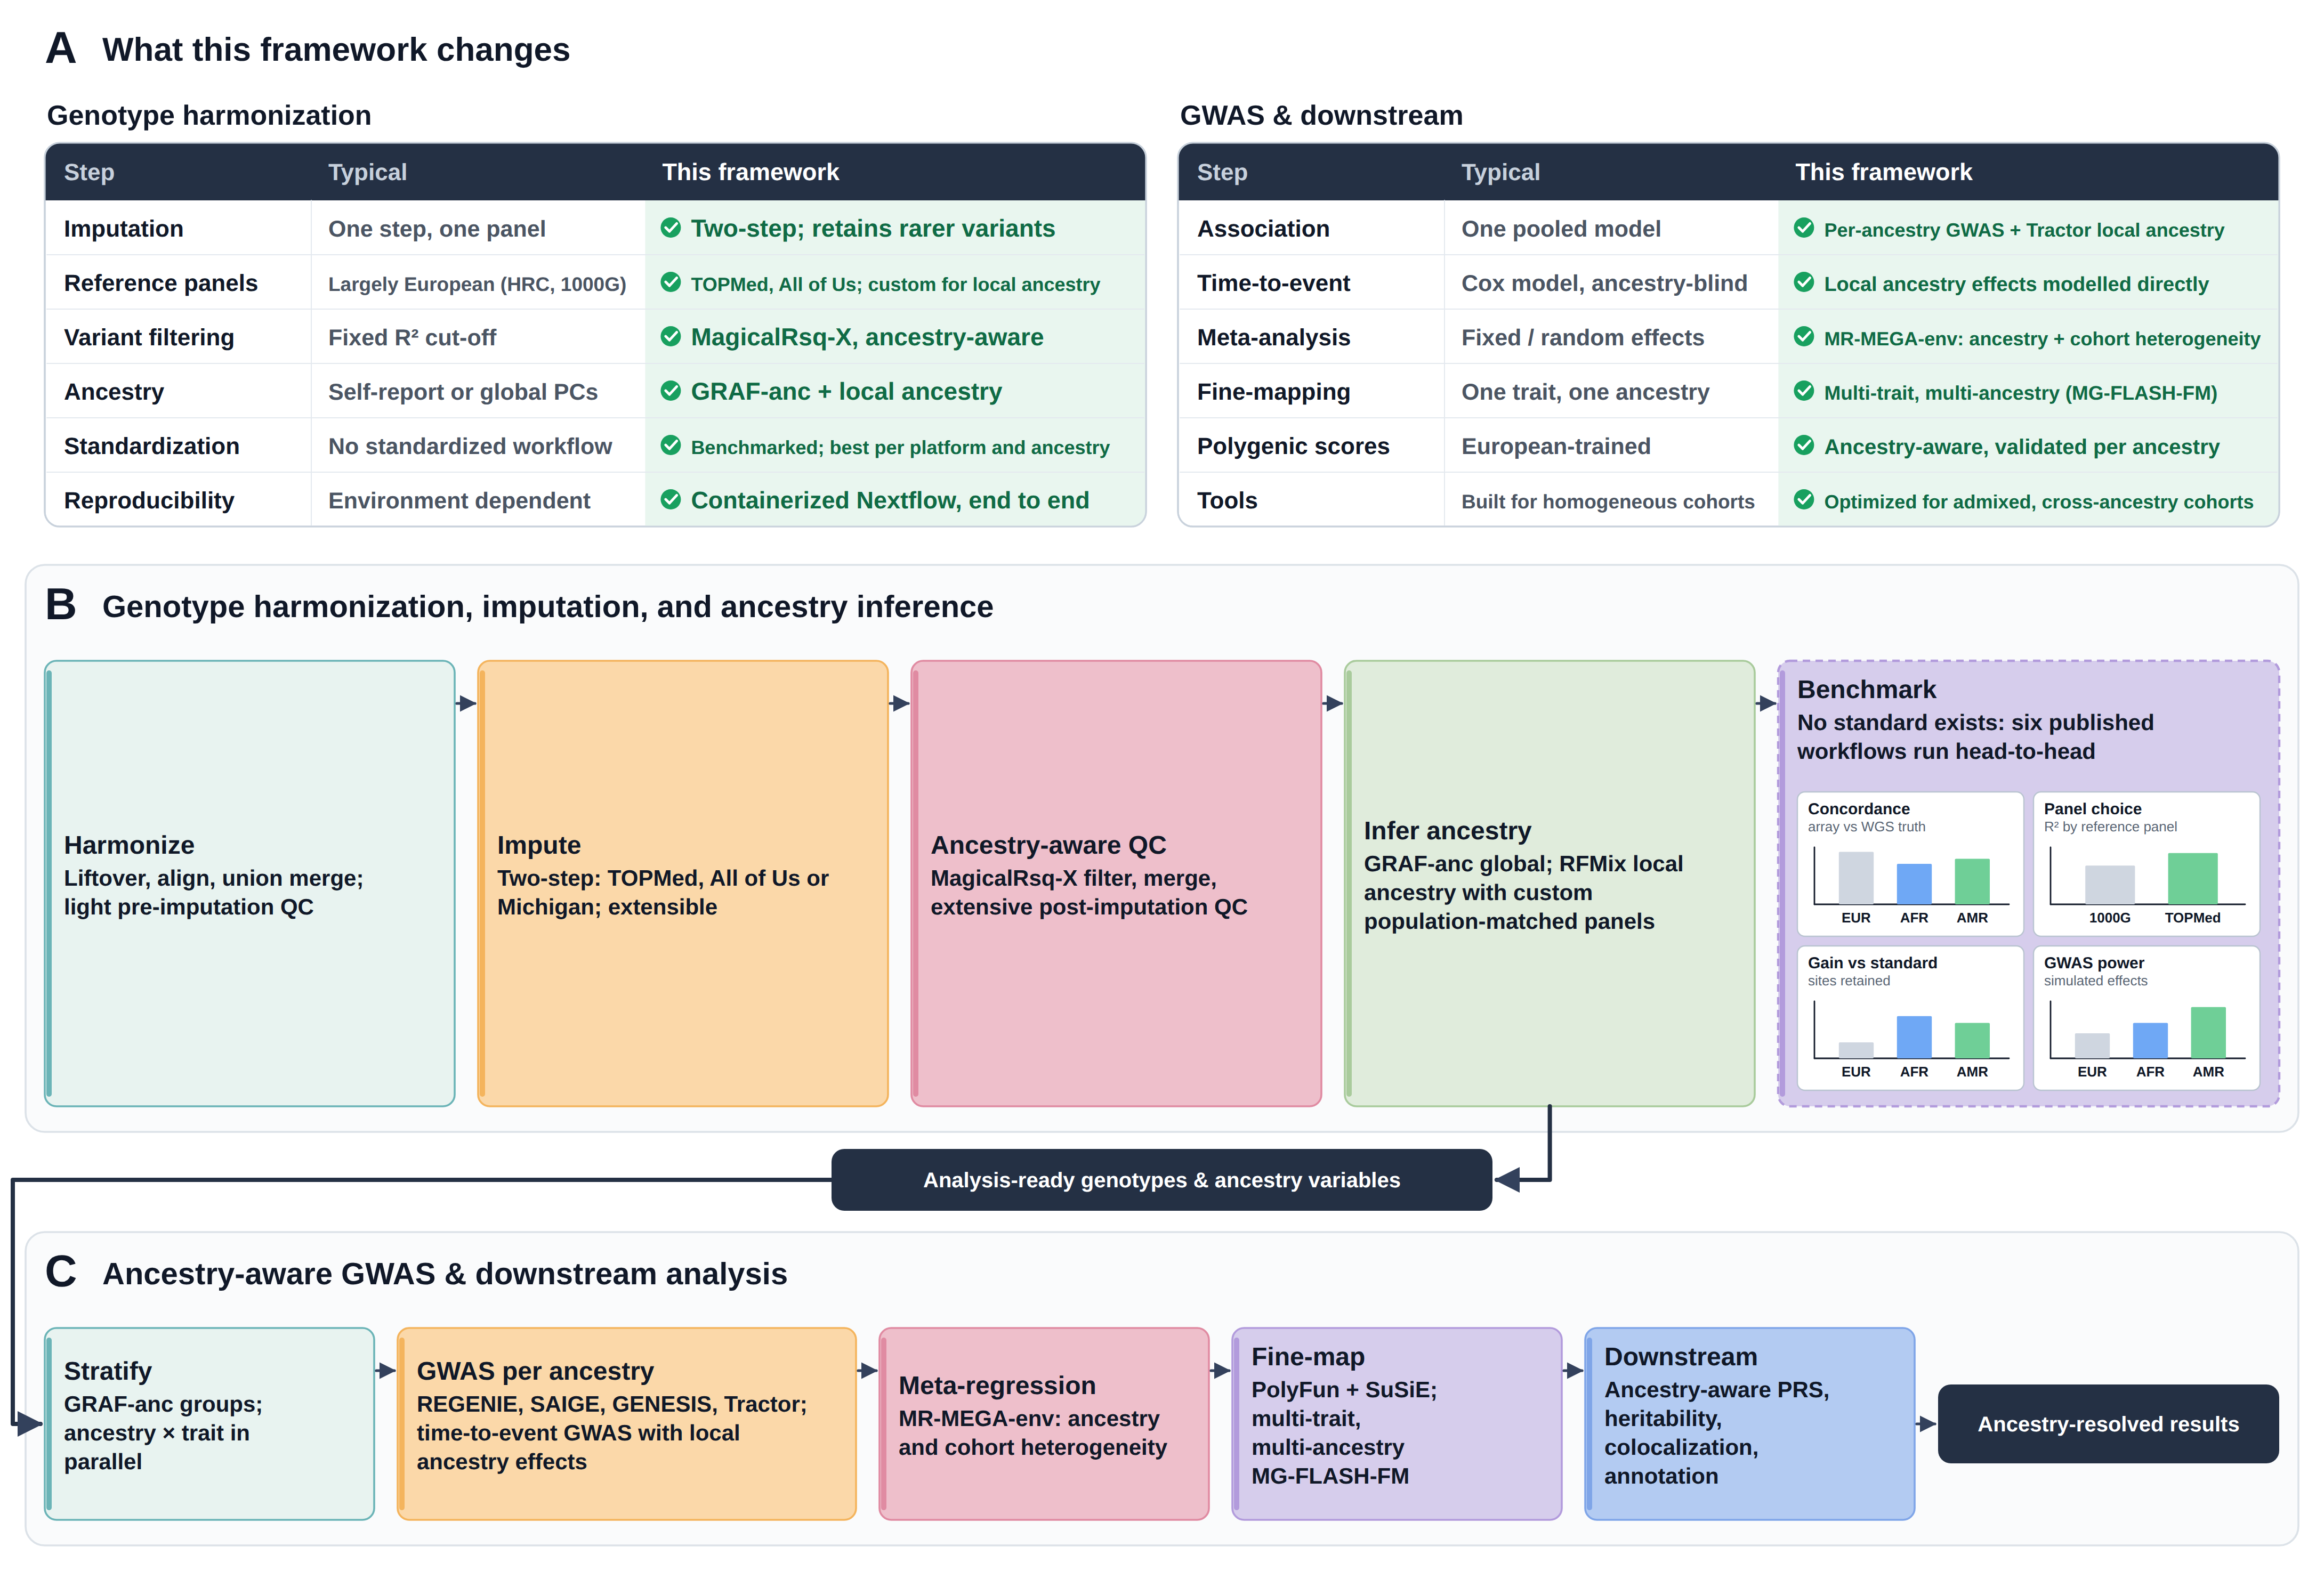 A What this framework changes
Genotype harmonization
Step Typical This framework
Imputation One step, one panel Two-step; retains rarer variants
Reference panels Largely European (HRC, 1000G) TOPMed, All of Us; custom for local ancestry
Variant filtering Fixed R² cut-off MagicalRsq-X, ancestry-aware
Ancestry Self-report or global PCs GRAF-anc + local ancestry
Standardization No standardized workflow Benchmarked; best per platform and ancestry
Reproducibility Environment dependent Containerized Nextflow, end to end
GWAS & downstream
Step Typical This framework
Association One pooled model Per-ancestry GWAS + Tractor local ancestry
Time-to-event Cox model, ancestry-blind Local ancestry effects modelled directly
Meta-analysis Fixed / random effects MR-MEGA-env: ancestry + cohort heterogeneity
Fine-mapping One trait, one ancestry Multi-trait, multi-ancestry (MG-FLASH-FM)
Polygenic scores European-trained Ancestry-aware, validated per ancestry
Tools Built for homogeneous cohorts Optimized for admixed, cross-ancestry cohorts
B Genotype harmonization, imputation, and ancestry inference
Harmonize
Liftover, align, union merge;
light pre-imputation QC
Impute
Two-step: TOPMed, All of Us or
Michigan; extensible
Ancestry-aware QC
MagicalRsq-X filter, merge,
extensive post-imputation QC
Infer ancestry
GRAF-anc global; RFMix local
ancestry with custom
population-matched panels
Benchmark
No standard exists: six published
workflows run head-to-head
Concordance
array vs WGS truth
EUR AFR AMR
Panel choice
R² by reference panel
1000G TOPMed
Gain vs standard
sites retained
EUR AFR AMR
GWAS power
simulated effects
EUR AFR AMR
Analysis-ready genotypes & ancestry variables
C Ancestry-aware GWAS & downstream analysis
Stratify
GRAF-anc groups;
ancestry × trait in
parallel
GWAS per ancestry
REGENIE, SAIGE, GENESIS, Tractor;
time-to-event GWAS with local
ancestry effects
Meta-regression
MR-MEGA-env: ancestry
and cohort heterogeneity
Fine-map
PolyFun + SuSiE;
multi-trait,
multi-ancestry
MG-FLASH-FM
Downstream
Ancestry-aware PRS,
heritability,
colocalization,
annotation
Ancestry-resolved results